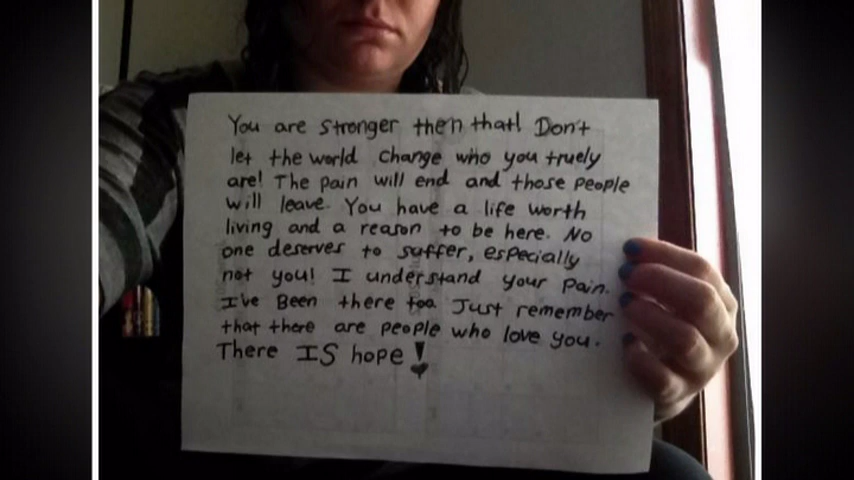 You are stronger then that! Don't
let the world change who you truely
are! The pain will end and those people
will leave. You have a life worth
living and a reason to be here. No
one deserves to suffer, especially
not you! I understand your pain.
I've Been there too. Just remember
that there are people who love you.
There IS hope!